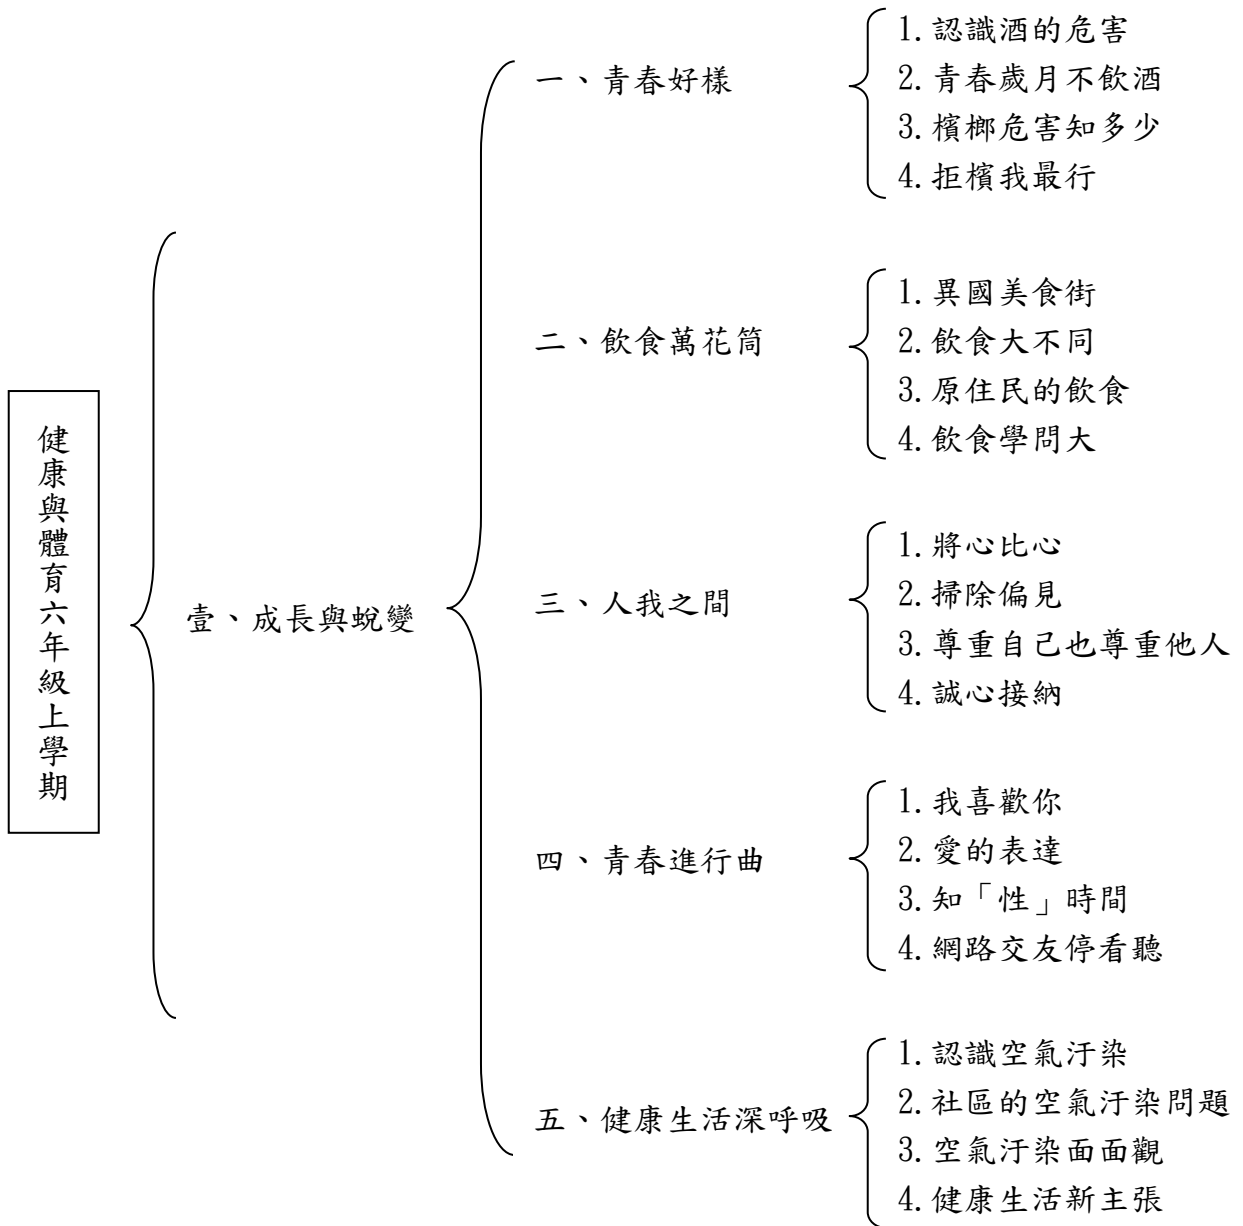 健康與體育六年級上學期
壹、成長與蛻變
一、青春好樣
1.認識酒的危害
2.青春歲月不飲酒
3.檳榔危害知多少
4.拒檳我最行
二、飲食萬花筒
1.異國美食街
2.飲食大不同
3.原住民的飲食
4.飲食學問大
三、人我之間
1.將心比心
2.掃除偏見
3.尊重自己也尊重他人
4.誠心接納
四、青春進行曲
1.我喜歡你
2.愛的表達
3.知「性」時間
4.網路交友停看聽
五、健康生活深呼吸
1.認識空氣汙染
2.社區的空氣汙染問題
3.空氣汙染面面觀
4.健康生活新主張